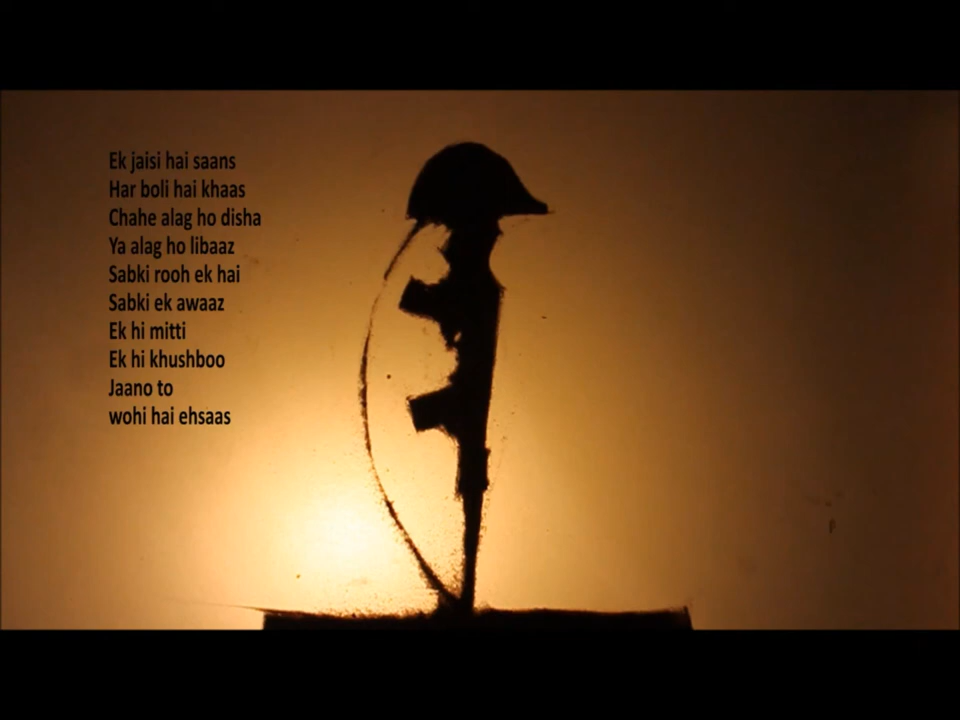 Ek jaisi hai saans
Har boli hai khaas
Chahe alag ho disha
Ya alag ho libaaz
Sabki rooh ek hai
Sabki ek awaaz
Ek hi mitti
Ek hi khushboo
Jaano to
wohi hai ehsaas